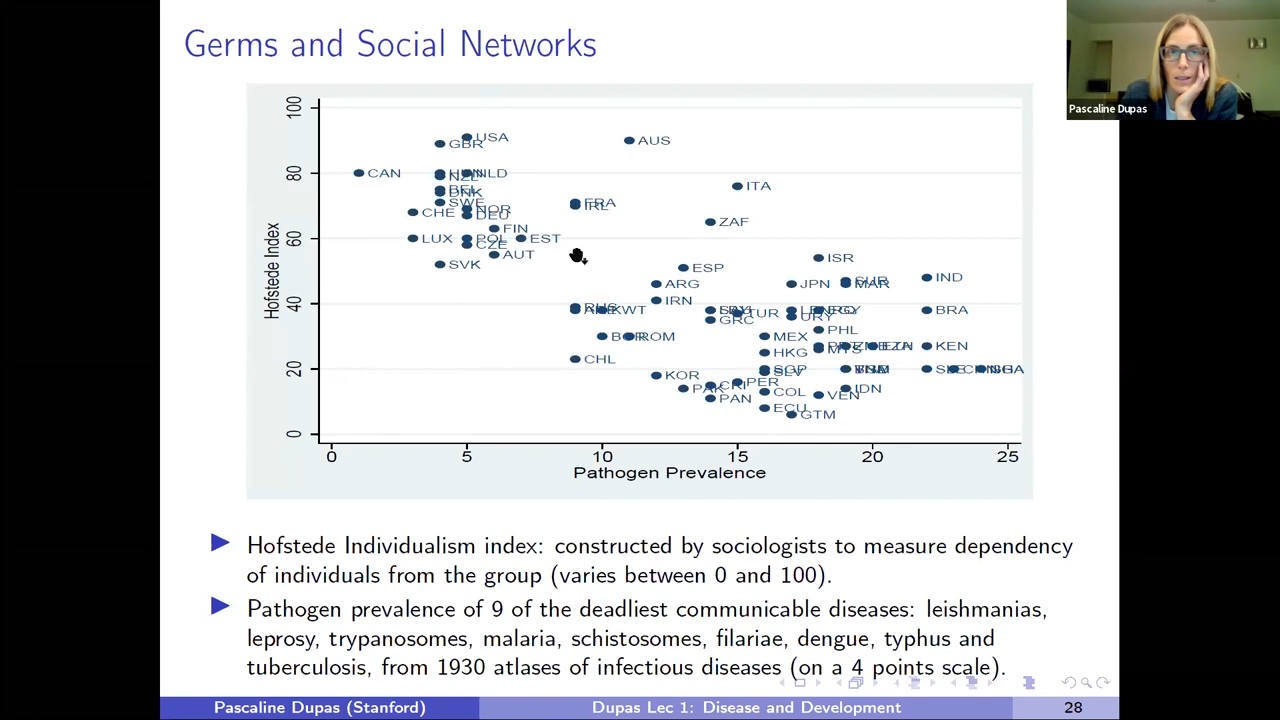 Germs and Social Networks
Pascaline Dupas
100
80
60
40
20
0
Hofstede Index
USA
GBR
AUS
CAN
NLD
NZL
BEL
DNK
ITA
SWE
FRA
IRL
NOR
CHE
DEU
ZAF
FIN
LUX
POL
EST
CZE
AUT
ISR
SVK
ESP
IND
ARG
JPN
SUR
MAR
IRN
KWT
TUR
GRC
URY
BRA
PHL
ROM
MEX
HKG
KEN
CHL
SGP
SLV
KOR
PER
PAK
CRI
COL
IDN
VEN
PAN
ECU
GTM
0 5 10 15 20 25
Pathogen Prevalence
Hofstede Individualism index: constructed by sociologists to measure dependency
of individuals from the group (varies between 0 and 100).
Pathogen prevalence of 9 of the deadliest communicable diseases: leishmanias,
leprosy, trypanosomes, malaria, schistosomes, filariae, dengue, typhus and
tuberculosis, from 1930 atlases of infectious diseases (on a 4 points scale).
Pascaline Dupas (Stanford) Dupas Lec 1: Disease and Development 28